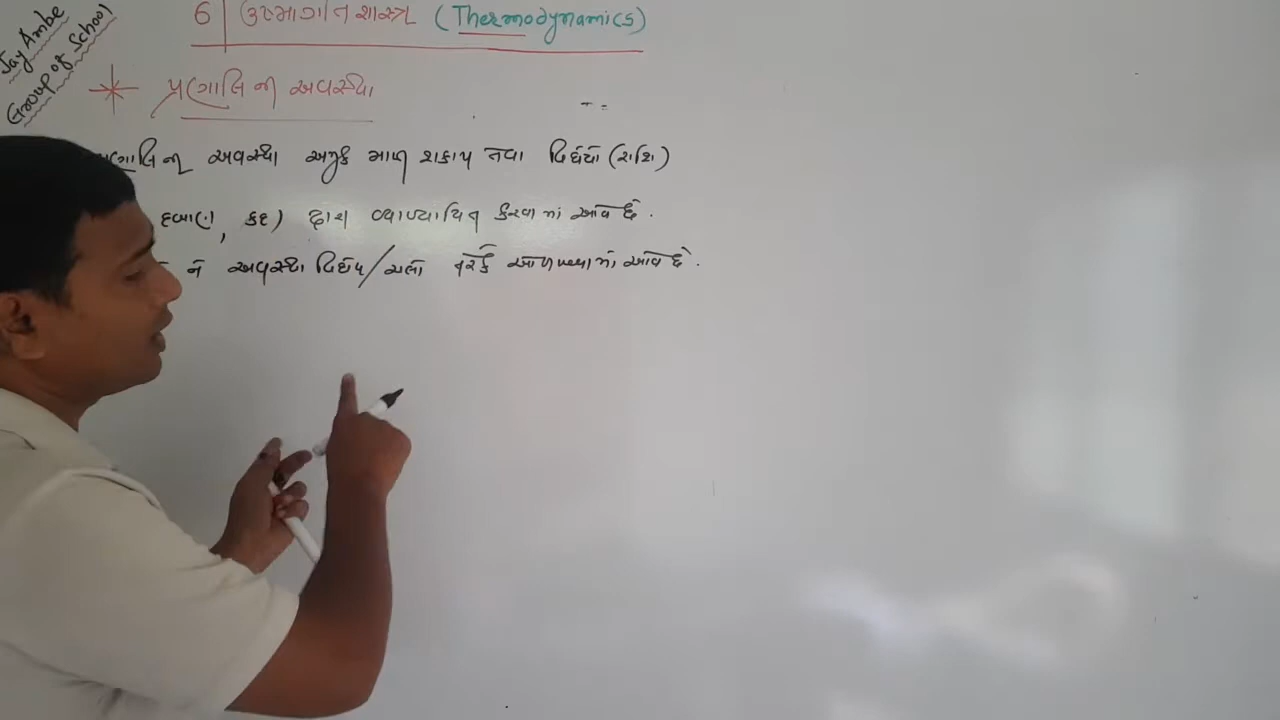 Jay Ambe
Group of School
6 ઉષ્માગતિશાસ્ત્ર (Thermodynamics)
પ્રણાલિની અવસ્થા
અવસ્થા અમુક માપી શકાય તેવા વિધેયો (રાશિ)
દબાણ, કદ) દ્વારા વ્યાખ્યાયિત કરવામાં આવે છે.
ને અવસ્થા વિધેય/ચલો તરીકે ઓળખવામાં આવે છે.